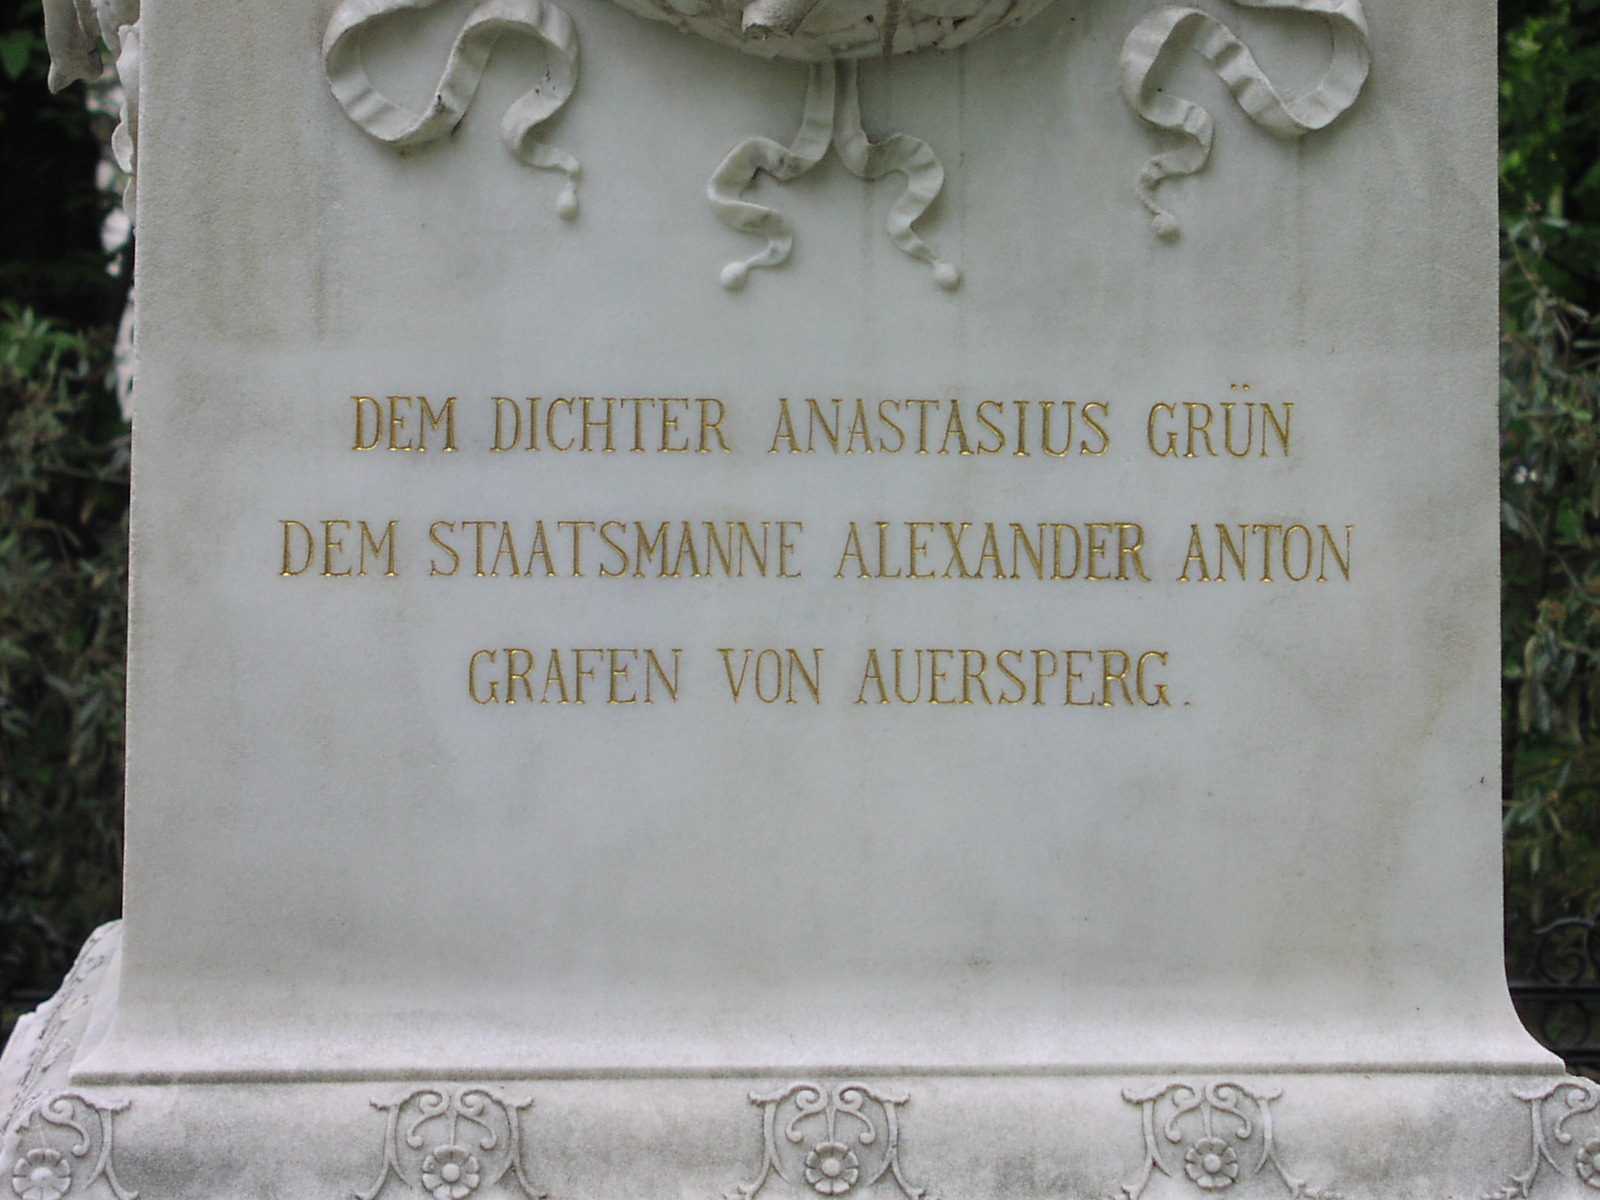 DEM DICHTER ANASTASIUS GRÜN
DEM STAATSMANNE ALEXANDER ANTON
GRAFEN VON AUERSPERG.